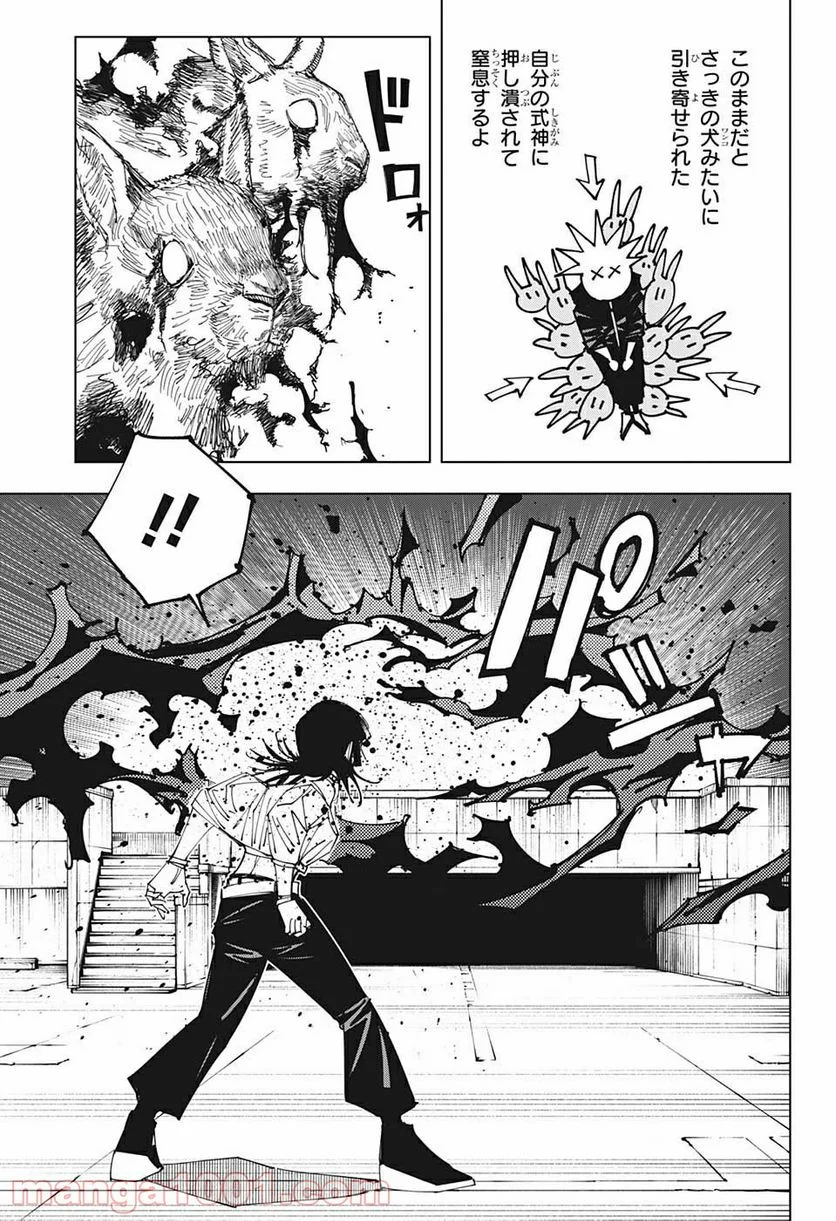 このままだと
さっきの犬みたいに
引き寄せられた
自分の式神に
押し潰されて
窒息するよ
ドロォ
!!
パンッ
manga1001.com